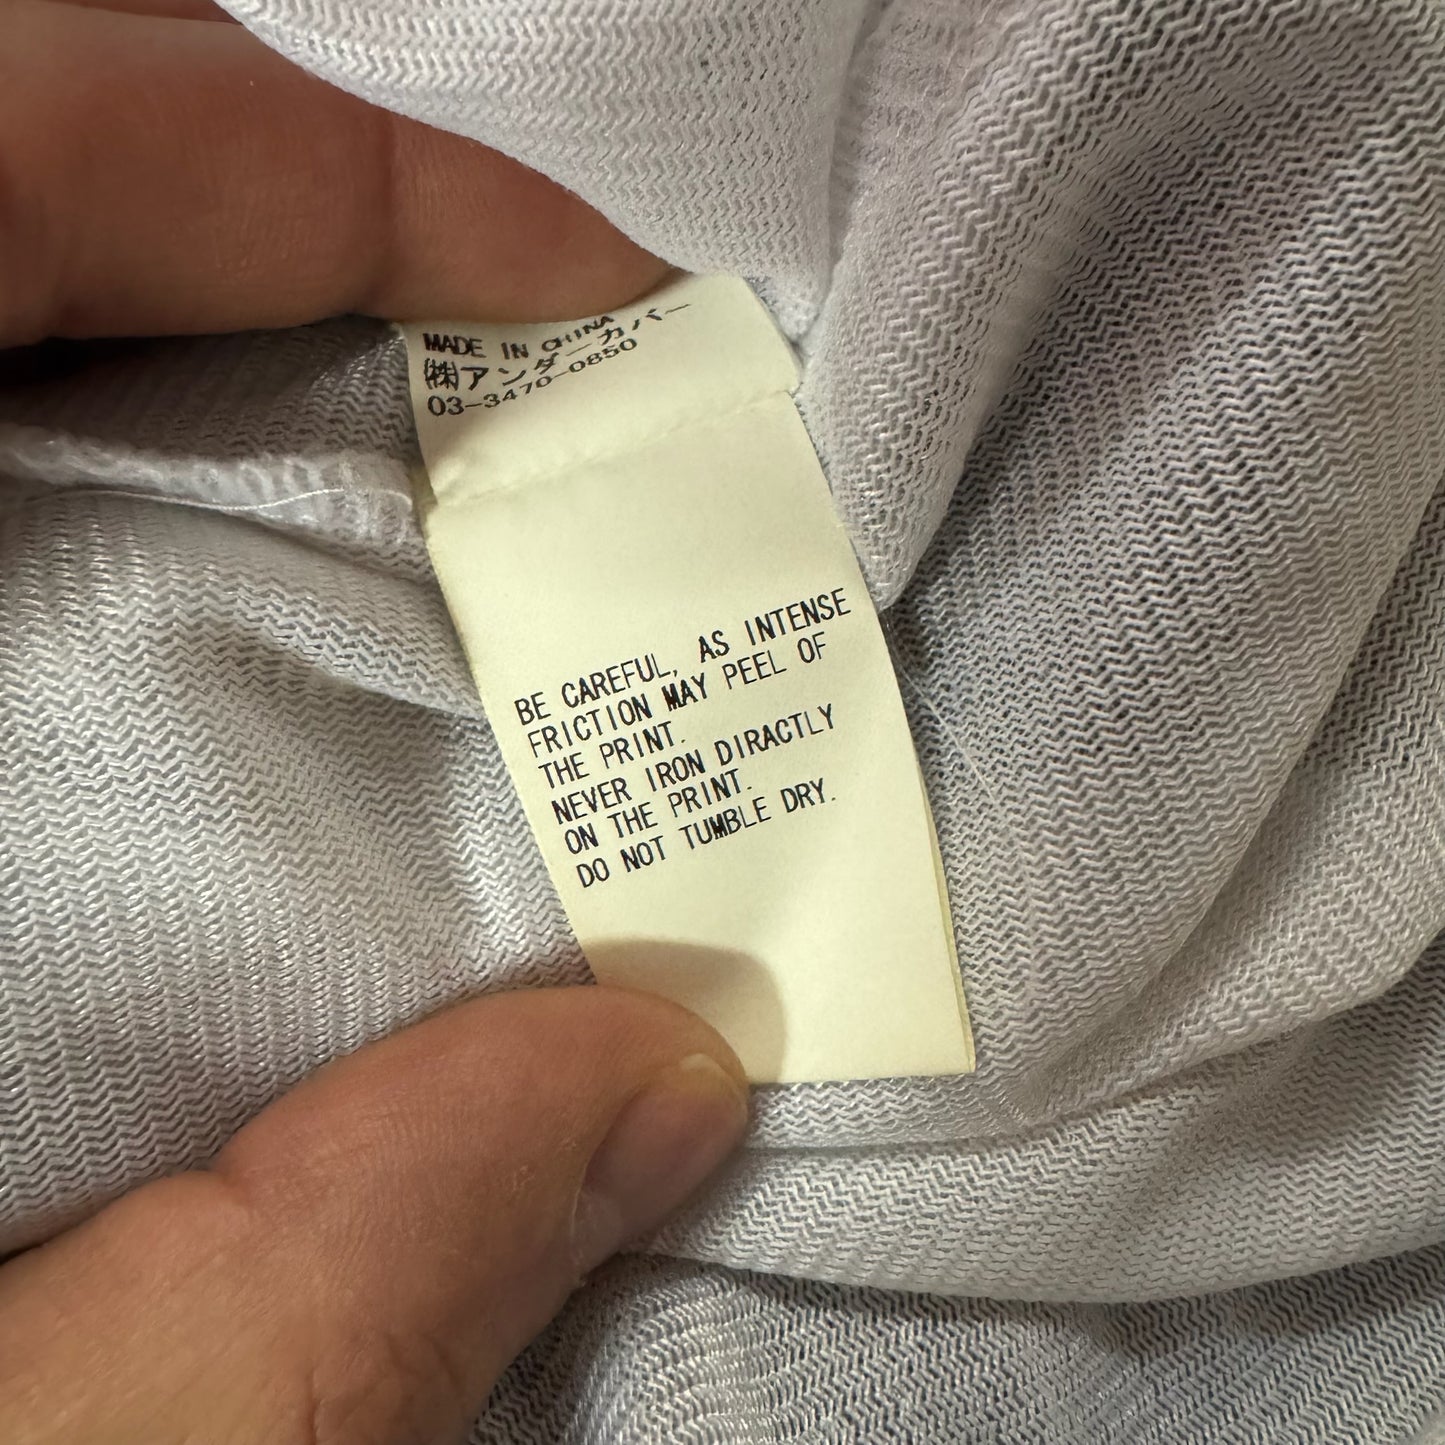 MADE IN CHINA
㈱アンダーカバー
03-3470-0850
BE CAREFUL, AS INTENSE
FRICTION MAY PEEL OF
THE PRINT.
NEVER IRON DIRACTLY
ON THE PRINT.
DO NOT TUMBLE DRY.